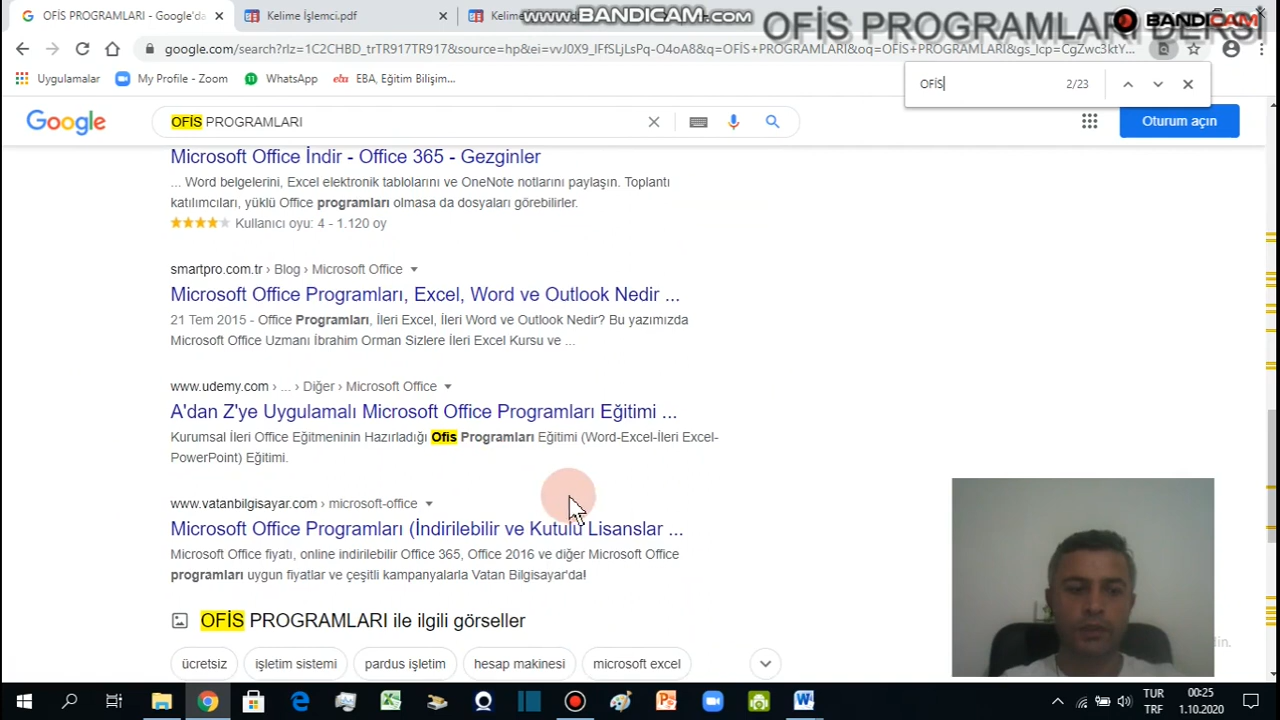 OFİS PROGRAMLARI - Google'da
Kelime İşlemci.pdf
Kelime
www.BANDICAM.com
OFİS PROGRAMLARI DERSİ
BANDICAM
google.com/search?rlz=1C2CHBD_trTR917TR917&source=hp&ei=vvJ0X9_IFfSLjLsPq-O4oA8&q=OFİS+PROGRAMLARI&oq=OFİS+PROGRAMLARI&gs_lcp=CgZwc3ktY...
Uygulamalar
My Profile - Zoom
11 WhatsApp
eba EBA, Eğitim Bilişim...
OFİS
2/23
Google
OFİS PROGRAMLARI
Oturum açın
Microsoft Office İndir - Office 365 - Gezginler
... Word belgelerini, Excel elektronik tablolarını ve OneNote notlarını paylaşın. Toplantı
katılımcıları, yüklü Office programları olmasa da dosyaları görebilirler.
Kullanıcı oyu: 4 - 1.120 oy
smartpro.com.tr › Blog › Microsoft Office
Microsoft Office Programları, Excel, Word ve Outlook Nedir ...
21 Tem 2015 - Office Programları, İleri Excel, İleri Word ve Outlook Nedir? Bu yazımızda
Microsoft Office Uzmanı İbrahim Orman Sizlere İleri Excel Kursu ve ...
www.udemy.com › ... › Diğer › Microsoft Office
A'dan Z'ye Uygulamalı Microsoft Office Programları Eğitimi ...
Kurumsal İleri Office Eğitmeninin Hazırladığı Ofis Programları Eğitimi (Word-Excel-İleri Excel-
PowerPoint) Eğitimi.
www.vatanbilgisayar.com › microsoft-office
Microsoft Office Programları (İndirilebilir ve Kutulu Lisanslar ...
Microsoft Office fiyatı, online indirilebilir Office 365, Office 2016 ve diğer Microsoft Office
programları uygun fiyatlar ve çeşitli kampanyalarla Vatan Bilgisayar'da!
OFİS PROGRAMLARI ile ilgili görseller
ücretsiz
işletim sistemi
pardus işletim
hesap makinesi
microsoft excel
din.
TUR
TRF
00:25
1.10.2020